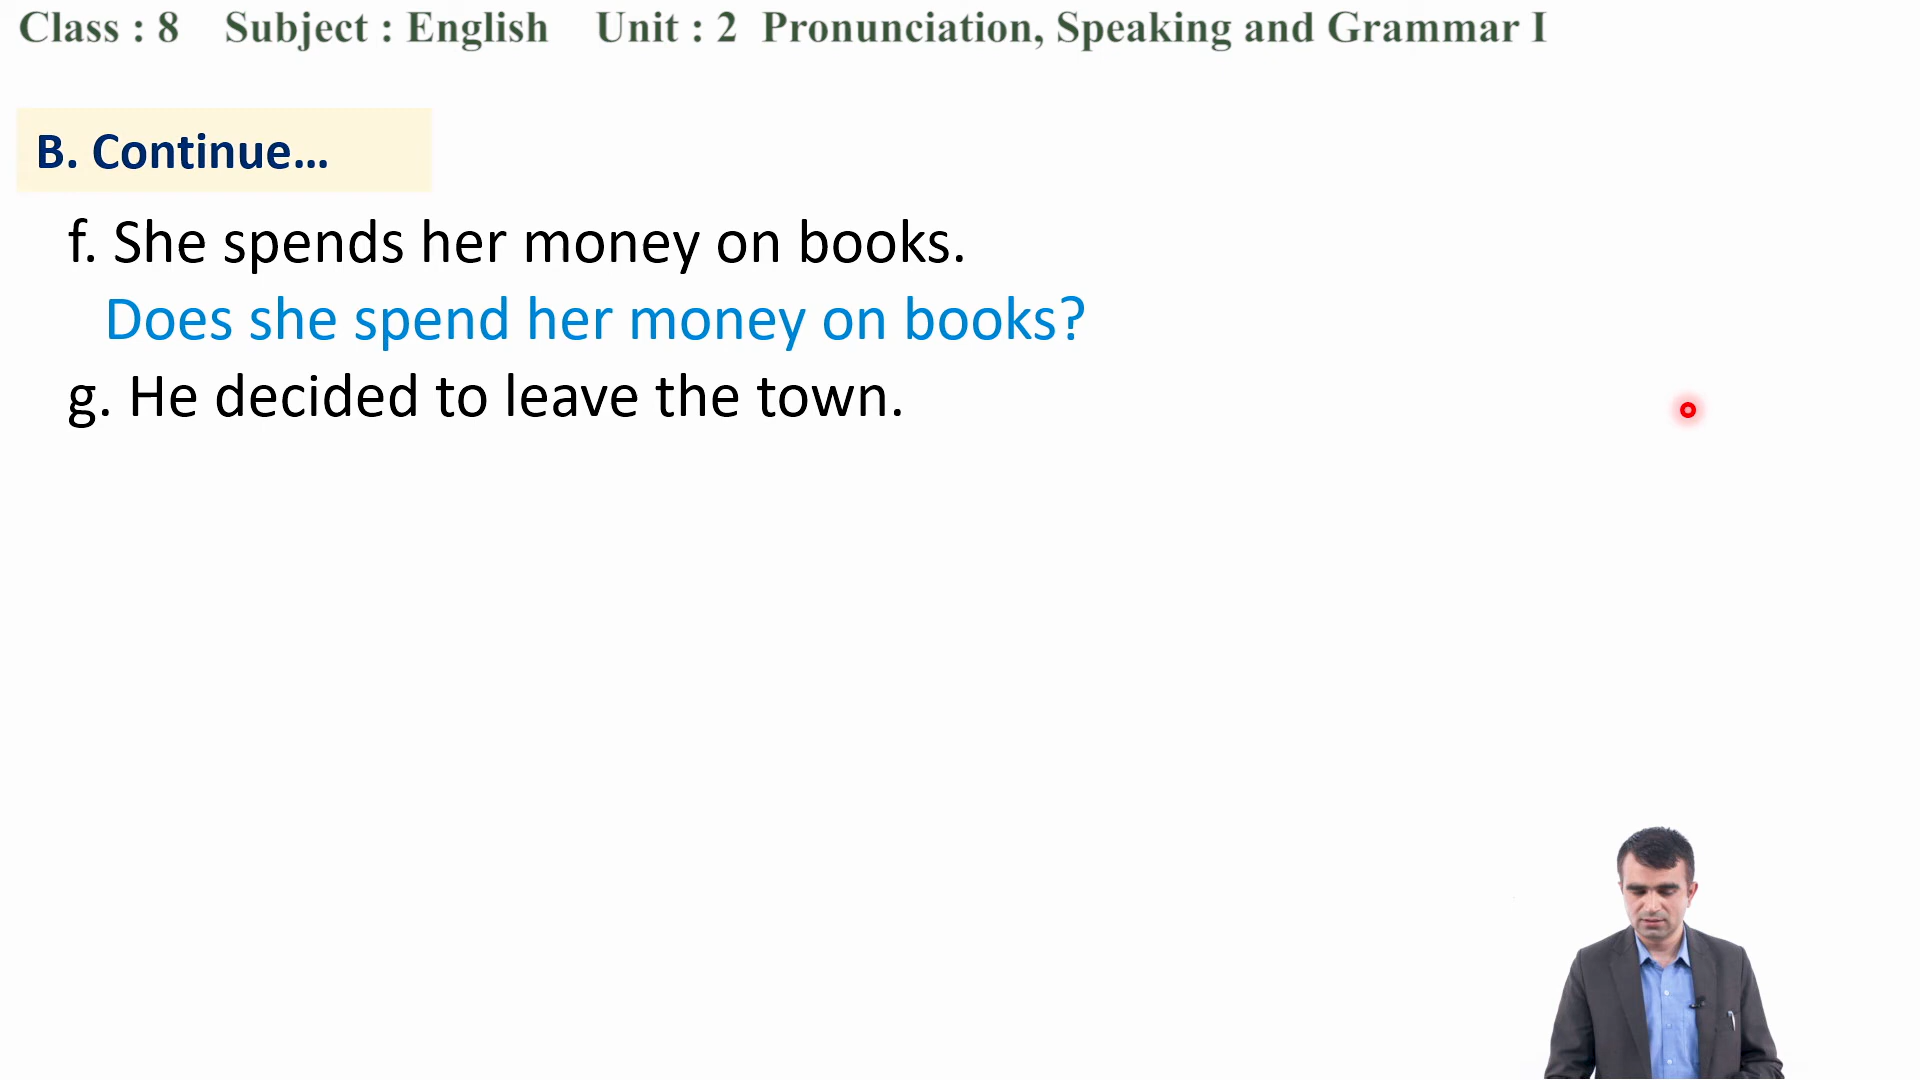 Class : 8 Subject : English Unit : 2 Pronunciation, Speaking and Grammar I
B. Continue...
f. She spends her money on books.
Does she spend her money on books?
g. He decided to leave the town.